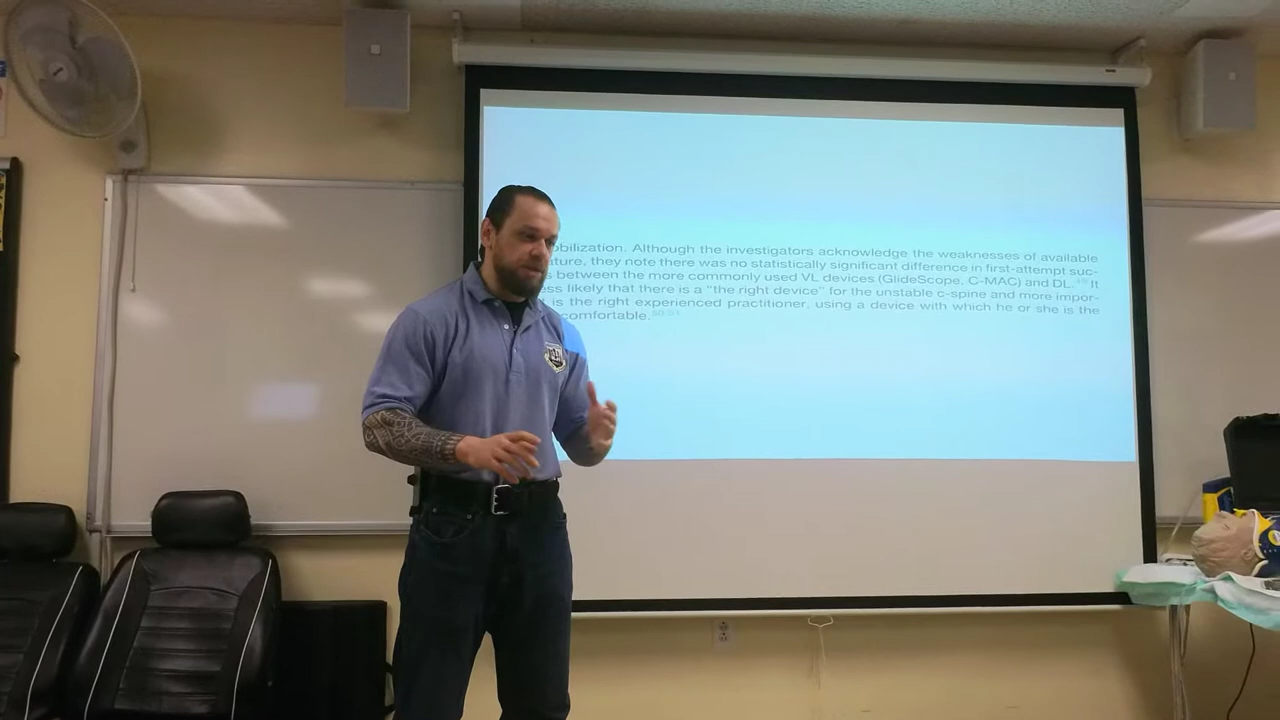 obilization. Although the investigators acknowledge the weaknesses of available
ature, they note there was no statistically significant difference in first-attempt suc-
s between the more commonly used VL devices (GlideScope, C-MAC) and DL. It
ss likely that there is a "the right device" for the unstable c-spine and more impor-
is the right experienced practitioner, using a device with which he or she is the
comfortable.